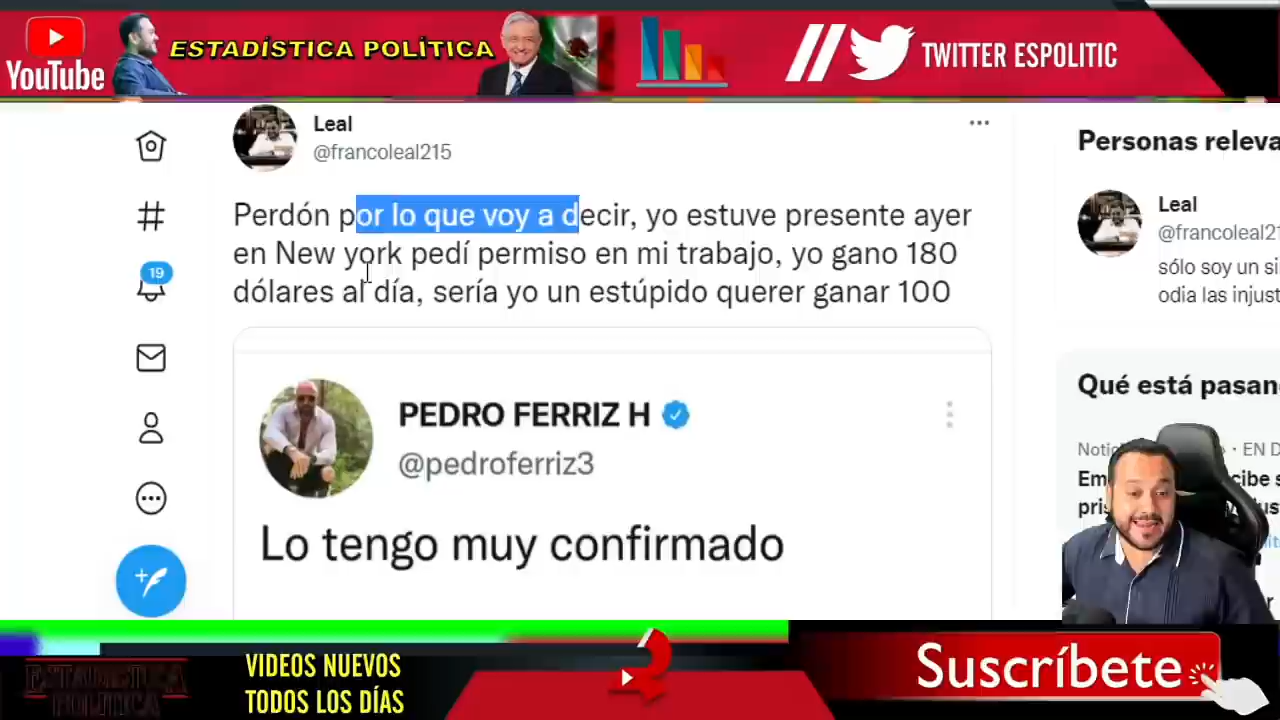 YouTube
ESTADÍSTICA POLÍTICA
TWITTER ESPOLITIC
Leal
@francoleal215
Perdón por lo que voy a decir, yo estuve presente ayer
en New york pedí permiso en mi trabajo, yo gano 180
dólares al día, sería yo un estúpido querer ganar 100
PEDRO FERRIZ H
@pedroferriz3
Lo tengo muy confirmado
19
Personas releva
Leal
@francoleal21
sólo soy un si
odia las injust
Qué está pasan
EN D
ESTADISTICA
POLITICA
VIDEOS NUEVOS
TODOS LOS DÍAS
Suscríbete